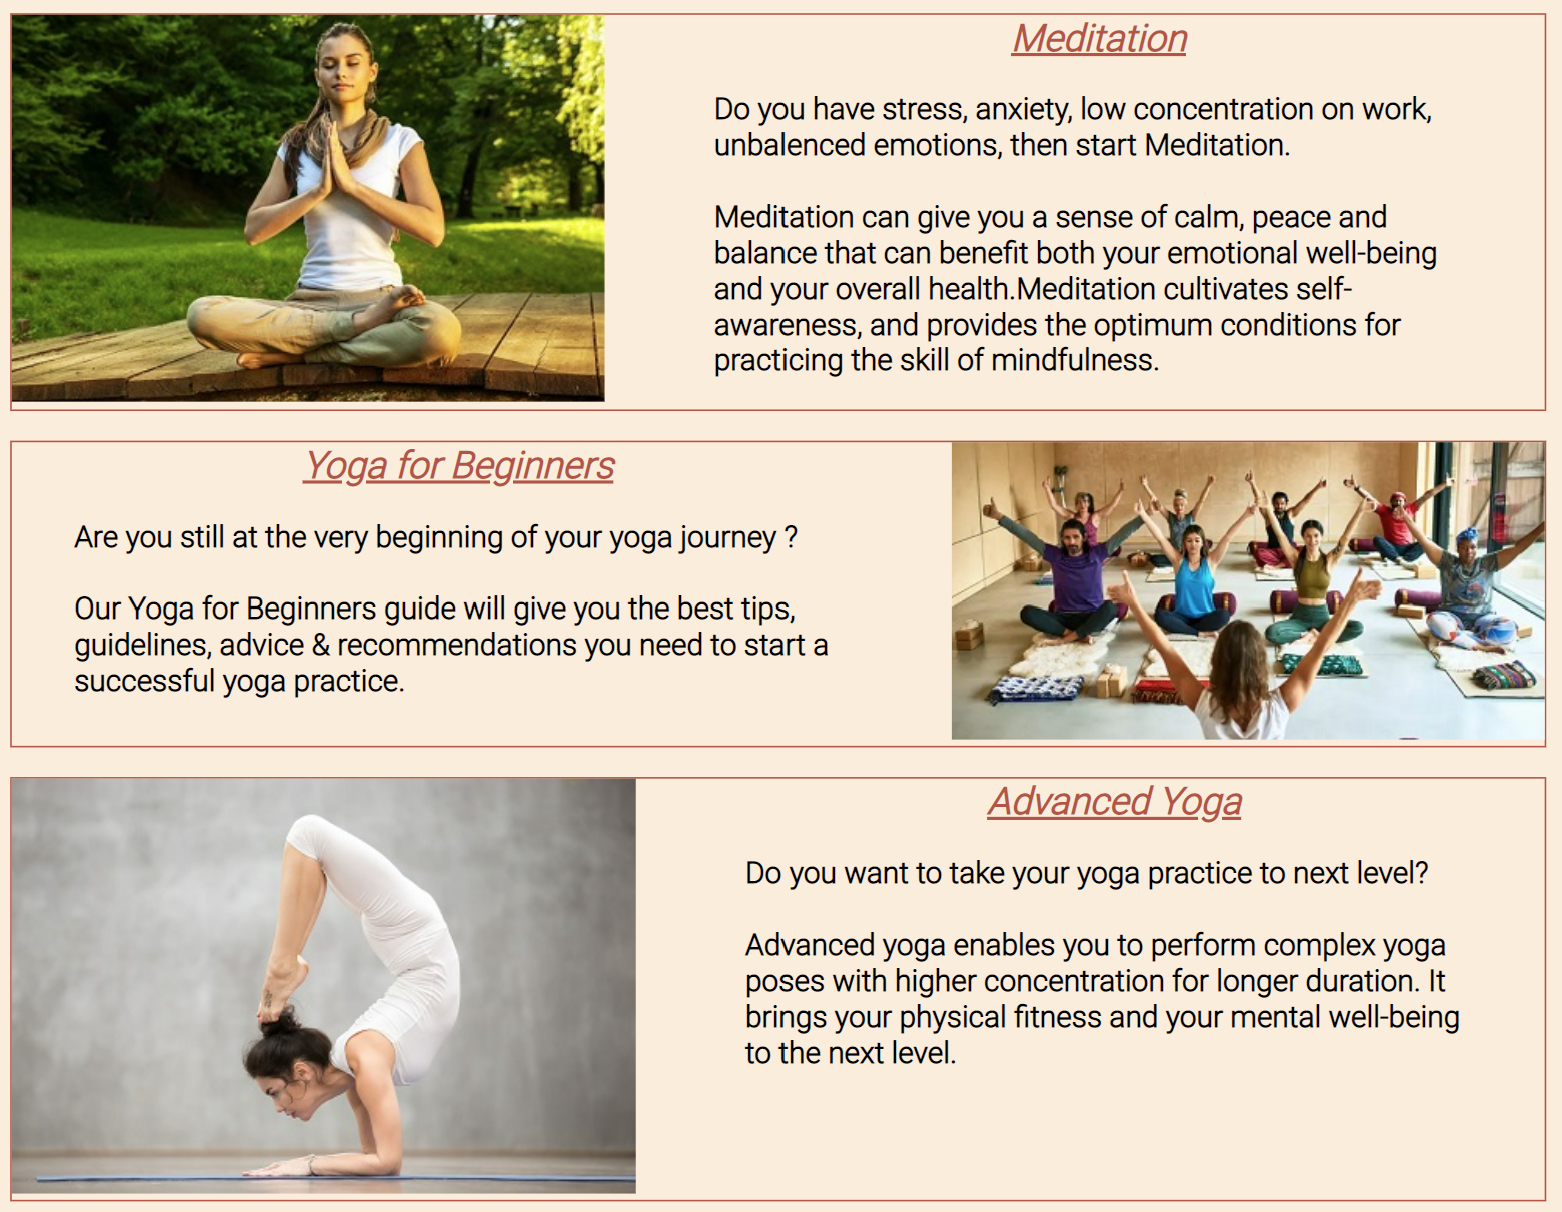 Meditation
Do you have stress, anxiety, low concentration on work,
unbalenced emotions, then start Meditation.
Meditation can give you a sense of calm, peace and
balance that can benefit both your emotional well-being
and your overall health.Meditation cultivates self-
awareness, and provides the optimum conditions for
practicing the skill of mindfulness.
Yoga for Beginners
Are you still at the very beginning of your yoga journey ?
Our Yoga for Beginners guide will give you the best tips,
guidelines, advice & recommendations you need to start a
successful yoga practice.
Advanced Yoga
Do you want to take your yoga practice to next level?
Advanced yoga enables you to perform complex yoga
poses with higher concentration for longer duration. It
brings your physical fitness and your mental well-being
to the next level.